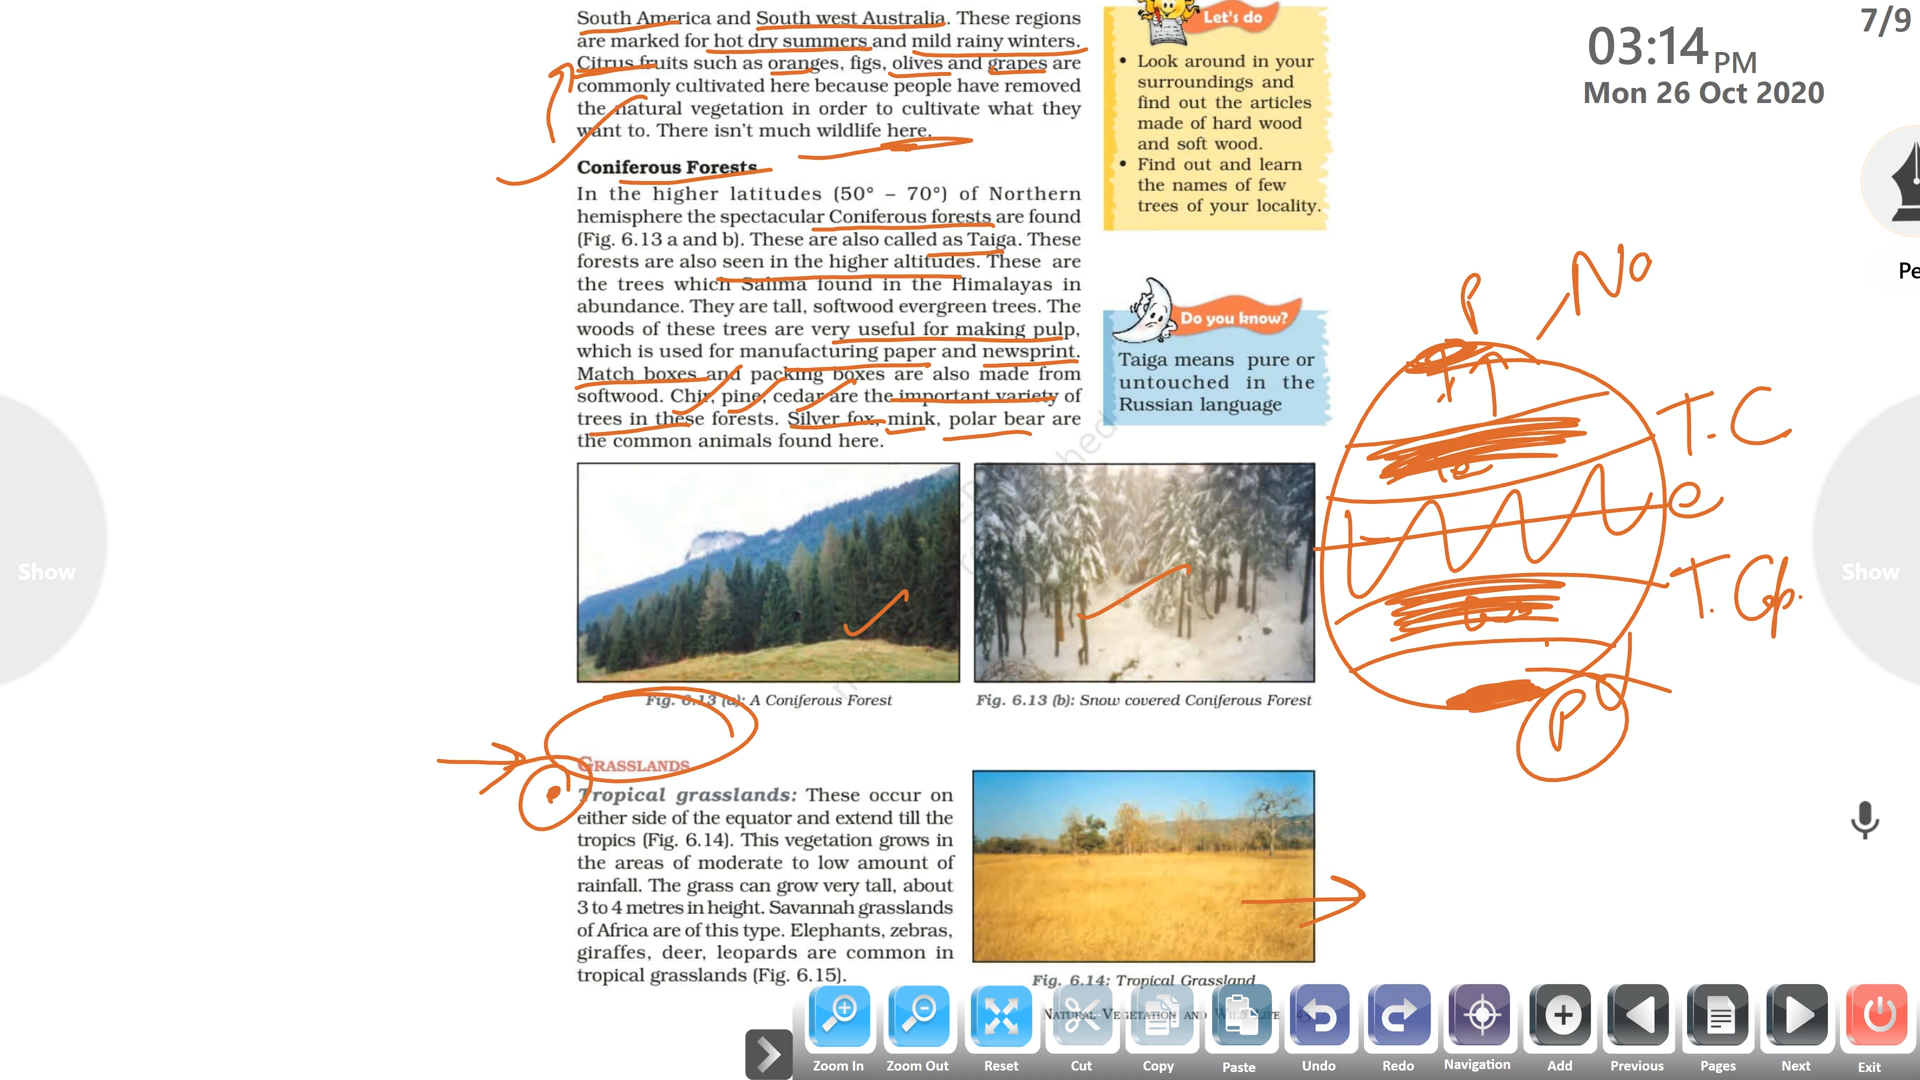 7/9
03:14 PM
Mon 26 Oct 2020
South America and South west Australia. These regions
are marked for hot dry summers and mild rainy winters.
Citrus fruits such as oranges, figs, olives and grapes are
commonly cultivated here because people have removed
the natural vegetation in order to cultivate what they
want to. There isn't much wildlife here.
Coniferous Forests
In the higher latitudes (50° – 70°) of Northern
hemisphere the spectacular Coniferous forests are found
(Fig. 6.13 a and b). These are also called as Taiga. These
forests are also seen in the higher altitudes. These are
the trees which Salima found in the Himalayas in
abundance. They are tall, softwood evergreen trees. The
woods of these trees are very useful for making pulp,
which is used for manufacturing paper and newsprint.
Match boxes and packing boxes are also made from
softwood. Chir, pine, cedar are the important variety of
trees in these forests. Silver fox, mink, polar bear are
the common animals found here.
Let's do
• Look around in your
surroundings and
find out the articles
made of hard wood
and soft wood.
• Find out and learn
the names of few
trees of your locality.
Do you know?
Taiga means pure or
untouched in the
Russian language
Pe
No
P
T.C
e
P
Show
Show
Fig. 6.13 (a): A Coniferous Forest
Fig. 6.13 (b): Snow covered Coniferous Forest
GRASSLANDS
Tropical grasslands: These occur on
either side of the equator and extend till the
tropics (Fig. 6.14). This vegetation grows in
the areas of moderate to low amount of
rainfall. The grass can grow very tall, about
3 to 4 metres in height. Savannah grasslands
of Africa are of this type. Elephants, zebras,
giraffes, deer, leopards are common in
tropical grasslands (Fig. 6.15).
Fig. 6.14: Tropical Grassland
NATURAL VEGETATION AND WILD LIFE
Zoom In
Zoom Out
Reset
Cut
Copy
Paste
Undo
Redo
Navigation
Add
Previous
Pages
Next
Exit